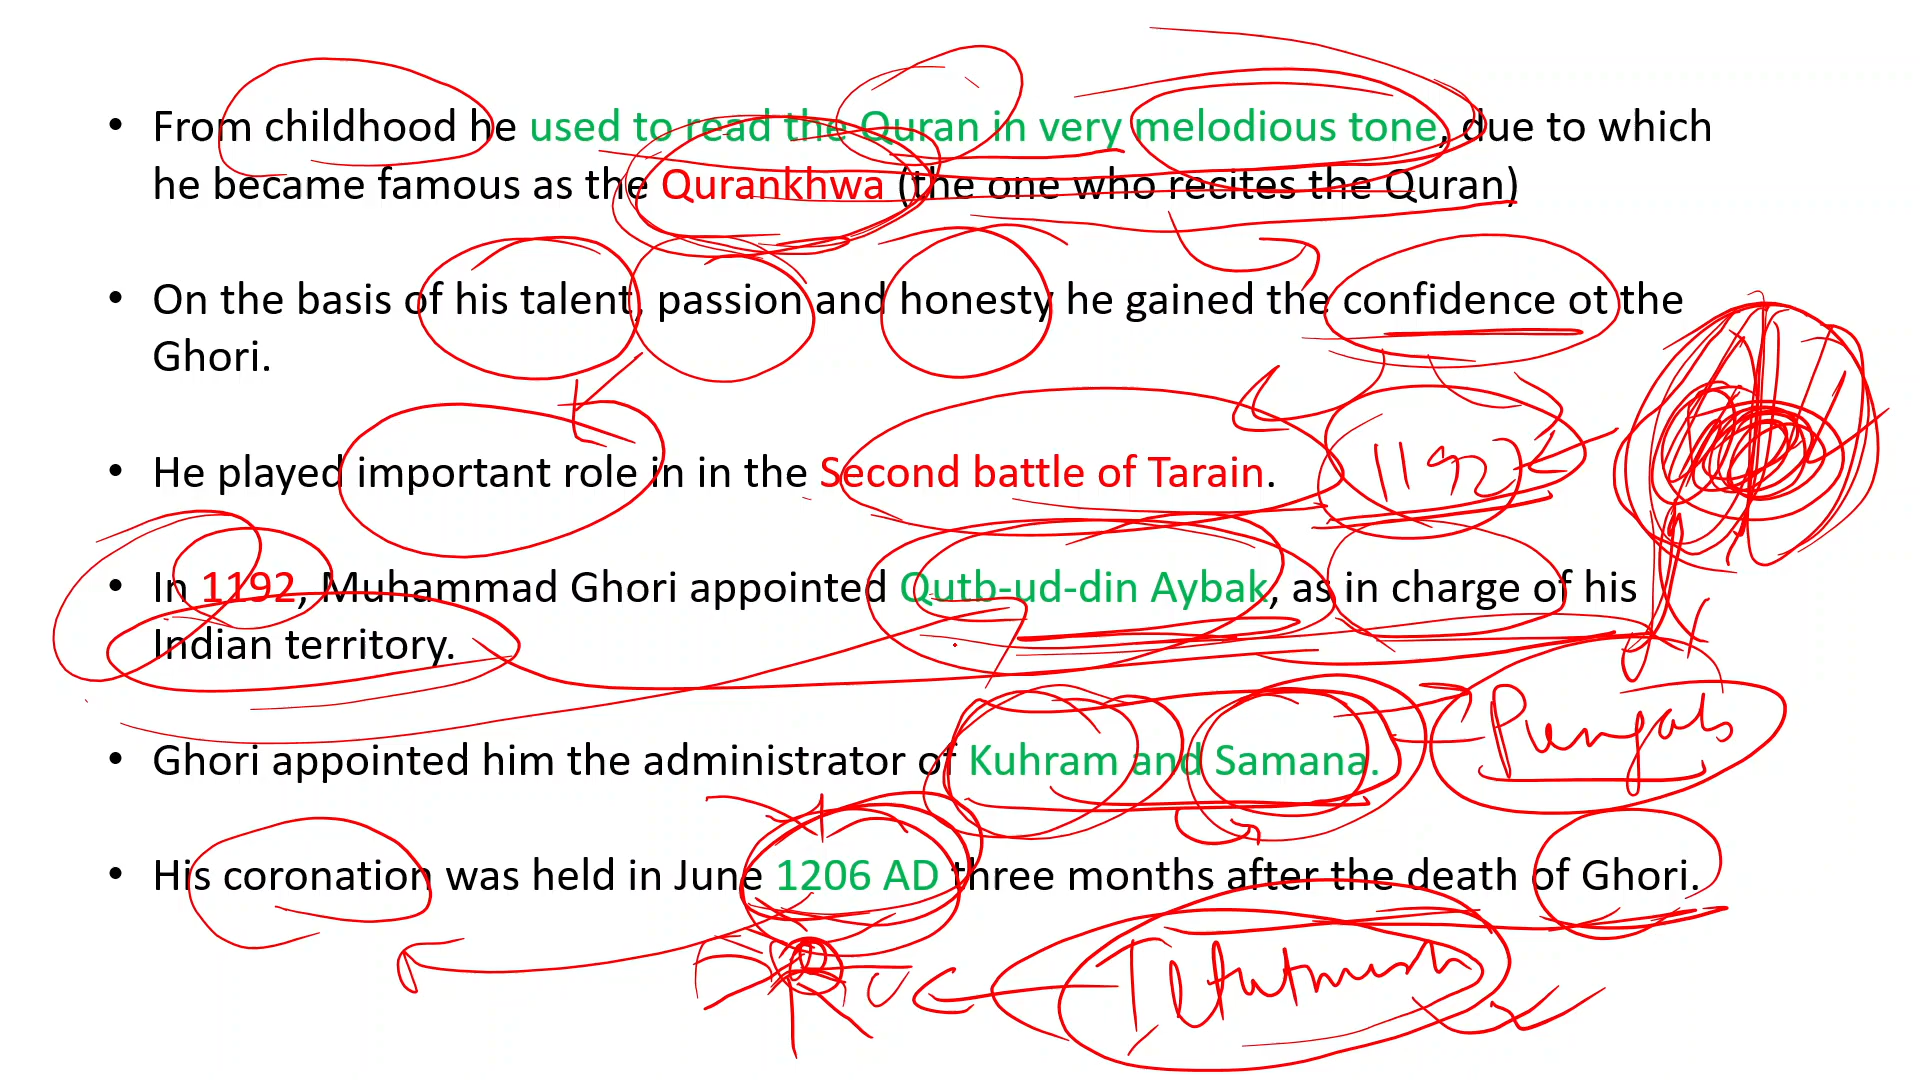 • From childhood he used to read the Quran in very melodious tone, due to which
he became famous as the Qurankhwa (the one who recites the Quran)
• On the basis of his talent, passion and honesty he gained the confidence ot the
Ghori.
• He played important role in in the Second battle of Tarain. 1192
• In 1192, Muhammad Ghori appointed Qutb-ud-din Aybak, as in charge of his
Indian territory.
Punjab
• Ghori appointed him the administrator of Kuhram and Samana.
• His coronation was held in June 1206 AD three months after the death of Ghori.